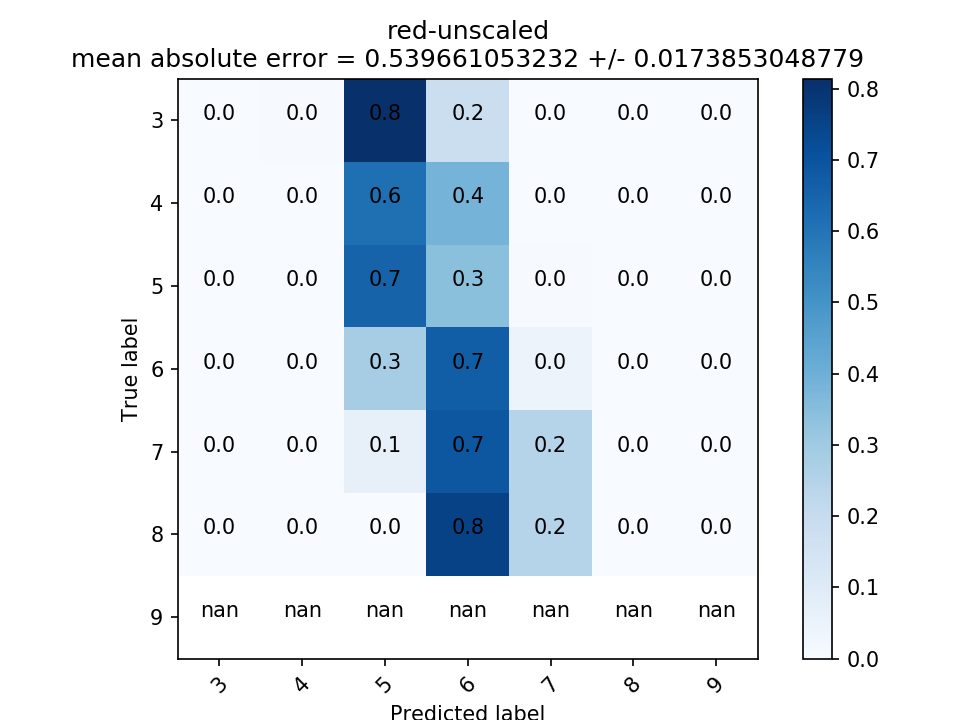 red-unscaled
mean absolute error = 0.539661053232 +/- 0.0173853048779
3 0.0 0.0 0.8 0.2 0.0 0.0 0.0
4 0.0 0.0 0.6 0.4 0.0 0.0 0.0
5 0.0 0.0 0.7 0.3 0.0 0.0 0.0
6 0.0 0.0 0.3 0.7 0.0 0.0 0.0
7 0.0 0.0 0.1 0.7 0.2 0.0 0.0
8 0.0 0.0 0.0 0.8 0.2 0.0 0.0
9 nan nan nan nan nan nan nan
True label
3 4 5 6 7 8 9
Predicted label
0.8
0.7
0.6
0.5
0.4
0.3
0.2
0.1
0.0